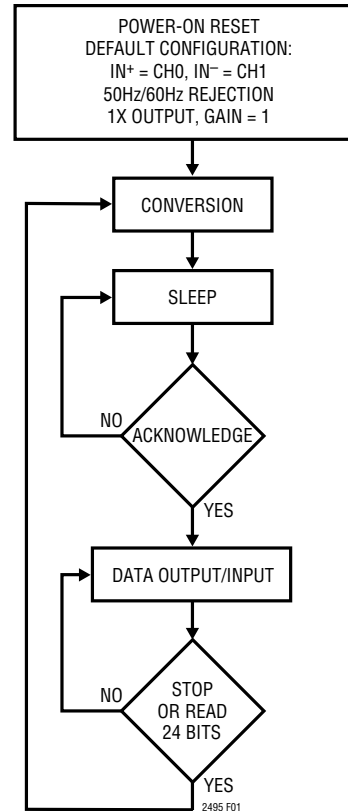 POWER-ON RESET
DEFAULT CONFIGURATION:
IN⁺ = CH0, IN⁻ = CH1
50Hz/60Hz REJECTION
1X OUTPUT, GAIN = 1
CONVERSION
SLEEP
NO
ACKNOWLEDGE
YES
DATA OUTPUT/INPUT
NO
STOP
OR READ
24 BITS
YES
2495 F01